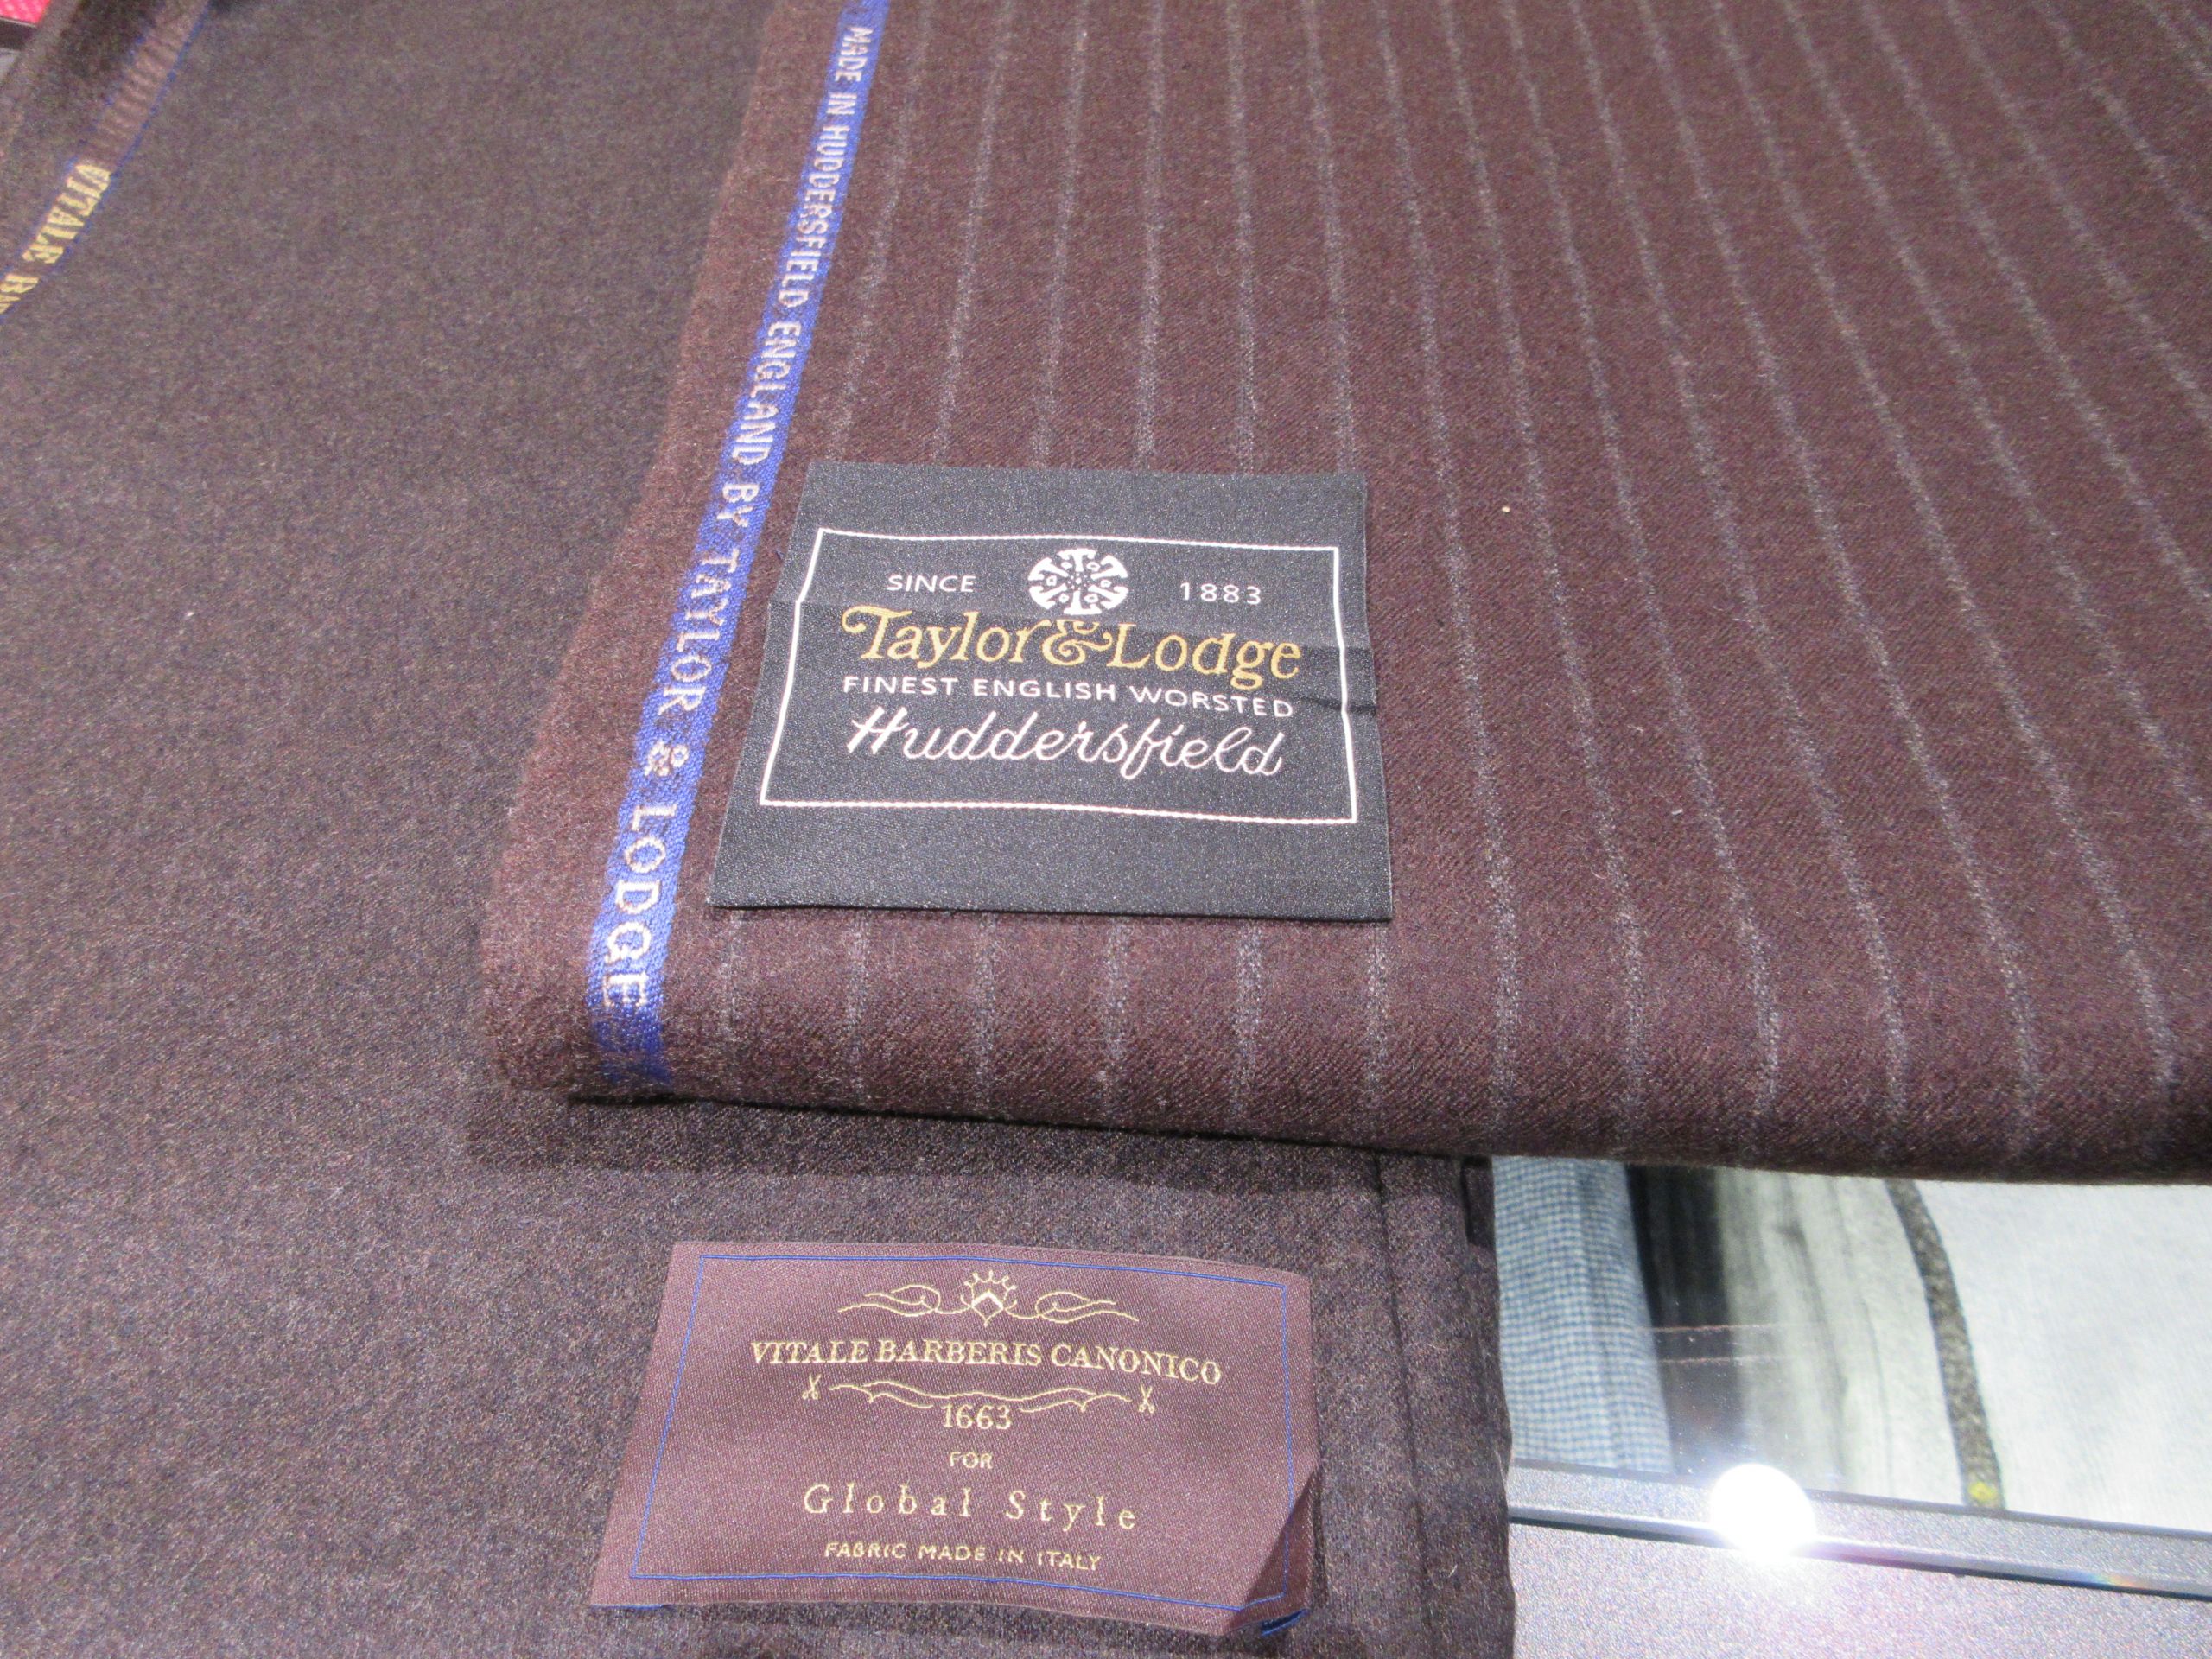 VITALE
MADE IN HUDDERSFIELD ENGLAND BY TAYLOR & LODGE
SINCE 1883
Taylor & Lodge
FINEST ENGLISH WORSTED
Huddersfield
VITALE BARBERIS CANONICO
1663
FOR
Global Style
FABRIC MADE IN ITALY